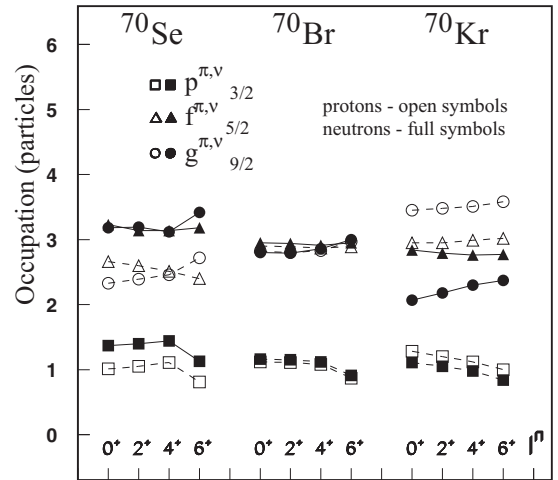 ⁷⁰Se ⁷⁰Br ⁷⁰Kr
6
5
4
3
2
1
0
Occupation (particles)
p^π,ν 3/2
f^π,ν 5/2
g^π,ν 9/2
protons - open symbols
neutrons - full symbols
0⁺ 2⁺ 4⁺ 6⁺ 0⁺ 2⁺ 4⁺ 6⁺ 0⁺ 2⁺ 4⁺ 6⁺ I^π